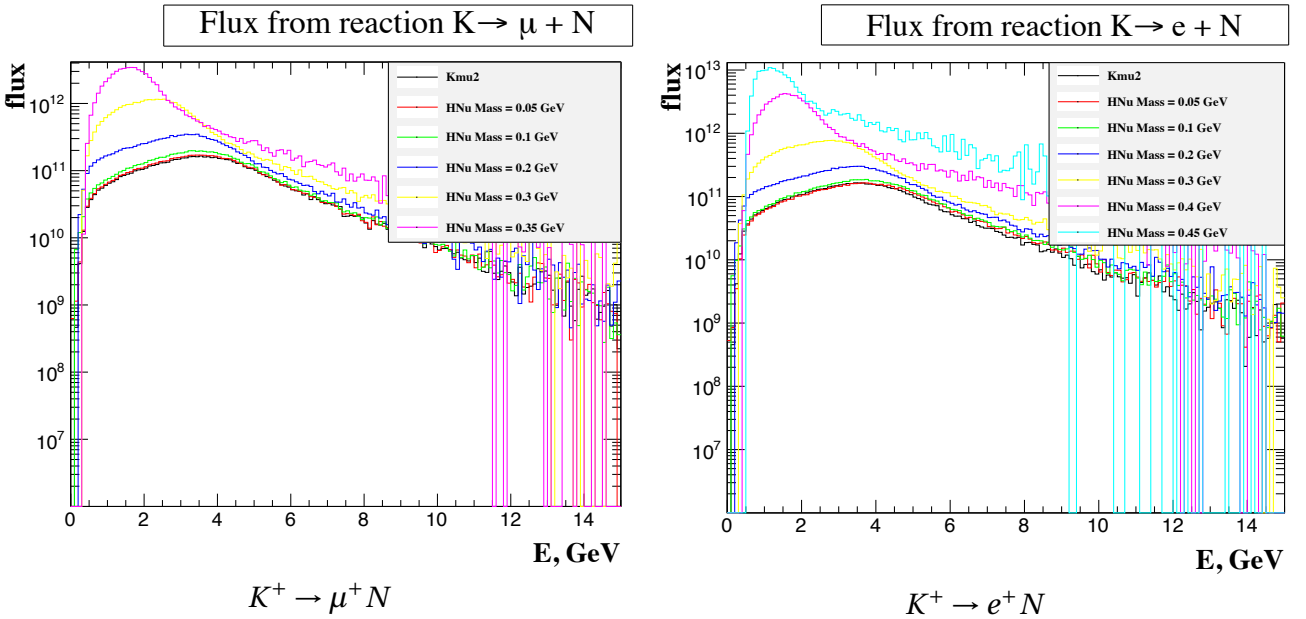 Flux from reaction K→ μ + N
flux
Kmu2
HNu Mass = 0.05 GeV
HNu Mass = 0.1 GeV
HNu Mass = 0.2 GeV
HNu Mass = 0.3 GeV
HNu Mass = 0.35 GeV
10¹²
10¹¹
10¹⁰
10⁹
10⁸
10⁷
0 2 4 6 8 10 12 14
E, GeV
K⁺ → μ⁺ N
Flux from reaction K→ e + N
flux
Kmu2
HNu Mass = 0.05 GeV
HNu Mass = 0.1 GeV
HNu Mass = 0.2 GeV
HNu Mass = 0.3 GeV
HNu Mass = 0.4 GeV
HNu Mass = 0.45 GeV
10¹³
10¹²
10¹¹
10¹⁰
10⁹
10⁸
10⁷
0 2 4 6 8 10 12 14
E, GeV
K⁺ → e⁺ N